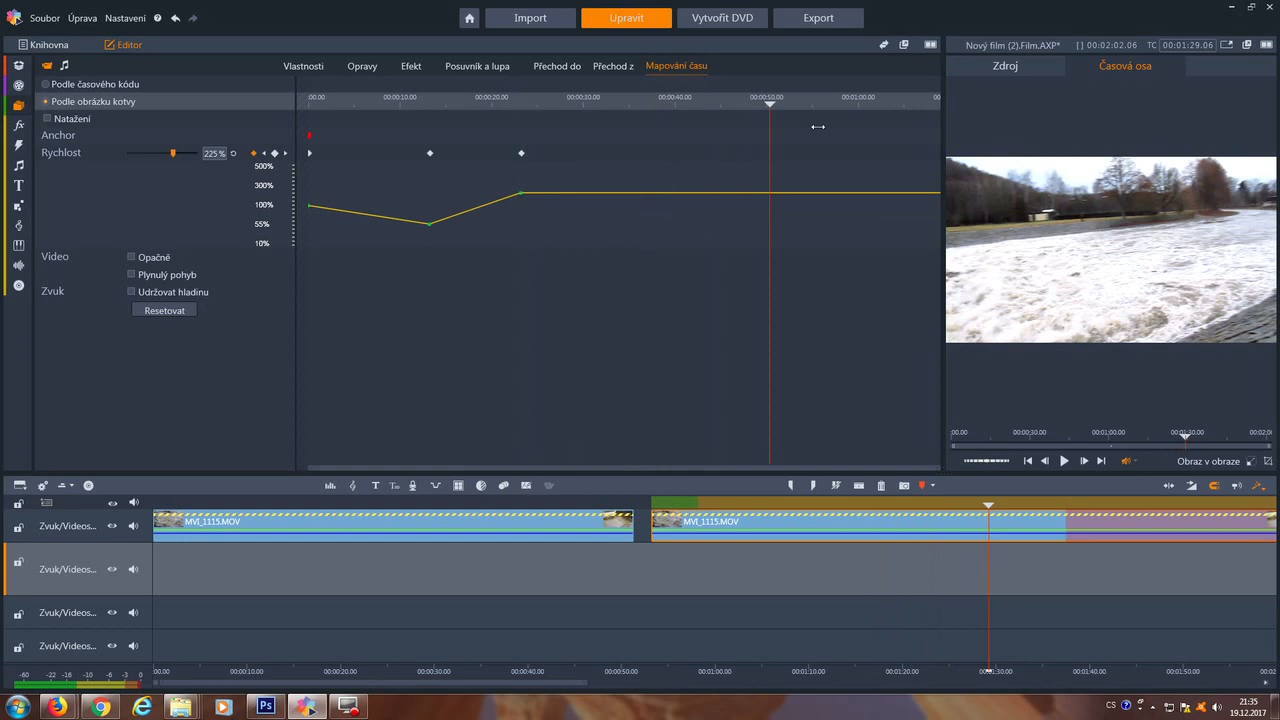 Soubor Úprava Nastavení ?
Import Upravit Vytvořit DVD Export
Knihovna Editor
Nový film (2).Film.AXP* [ ] 00:02:02.06 TC 00:01:29.06
Vlastnosti Opravy Efekt Posuvník a lupa Přechod do Přechod z Mapování času
Zdroj Časová osa
Podle časového kódu
:00.00 00:00:10.00 00:00:20.00 00:00:30.00 00:00:40.00 00:00:50.00 00:01:00.00 00
Podle obrázku kotvy
Natažení
Anchor
Rychlost 225 %
500%
300%
100%
55%
10%
Video Opačně
Plynulý pohyb
Zvuk Udržovat hladinu
Resetovat
:00.00 00:00:30.00 00:01:00.00 00:01:30.00 00:02:0
Obraz v obraze
MVI_1115.MOV MVI_1115.MOV
Zvuk/Videos...
Zvuk/Videos...
Zvuk/Videos...
Zvuk/Videos...
:00.00 00:00:10.00 00:00:20.00 00:00:30.00 00:00:40.00 00:00:50.00 00:01:00.00 00:01:10.00 00:01:20.00 00:01:30.00 00:01:40.00 00:01:50.00 00:02
-60 -22 -16 -10 -6 -3 0
Ps CS ? 21:35
19.12.2017